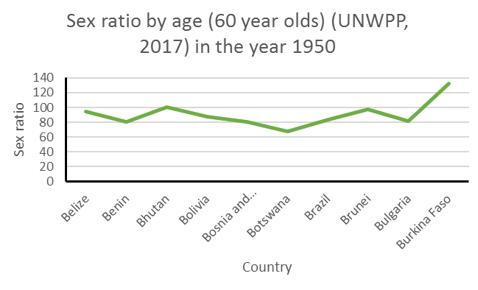 Sex ratio by age (60 year olds) (UNWPP,
2017) in the year 1950
140
120
100
80
60
40
20
0
Sex ratio
Belize
Benin
Bhutan
Bolivia
Bosnia and...
Botswana
Brazil
Brunei
Bulgaria
Burkina Faso
Country